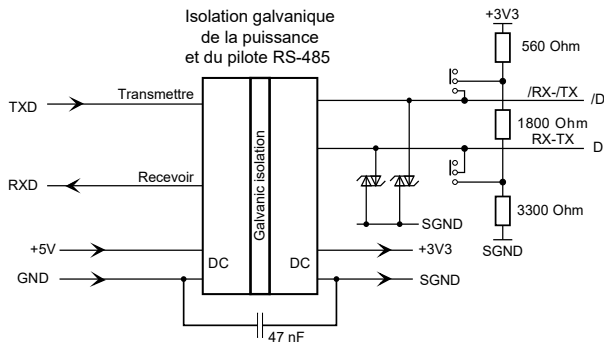 Isolation galvanique
de la puissance
et du pilote RS-485
+3V3
560 Ohm
TXD
Transmettre
/RX-/TX
/D
1800 Ohm
RX-TX
D
RXD
Recevoir
Galvanic isolation
3300 Ohm
SGND
SGND
+5V
DC
DC
+3V3
GND
SGND
47 nF